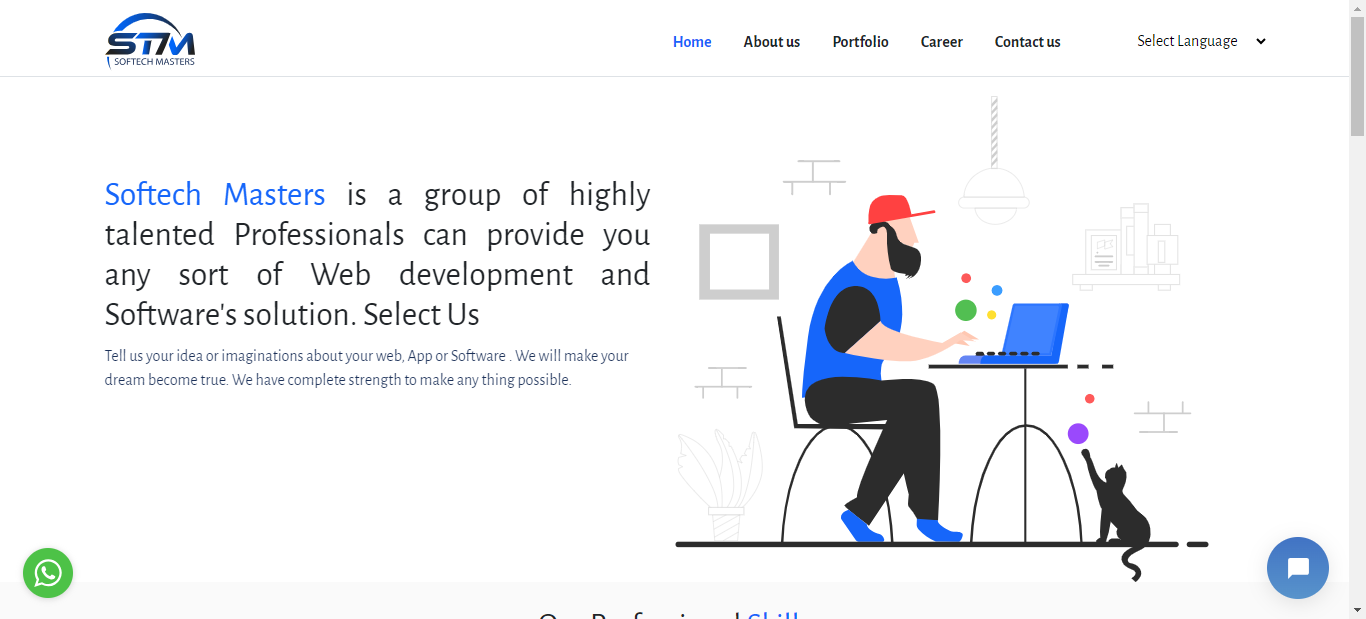 STM
SOFTECH MASTERS
Home About us Portfolio Career Contact us Select Language
Softech Masters is a group of highly
talented Professionals can provide you
any sort of Web development and
Software's solution. Select Us
Tell us your idea or imaginations about your web, App or Software . We will make your
dream become true. We have complete strength to make any thing possible.